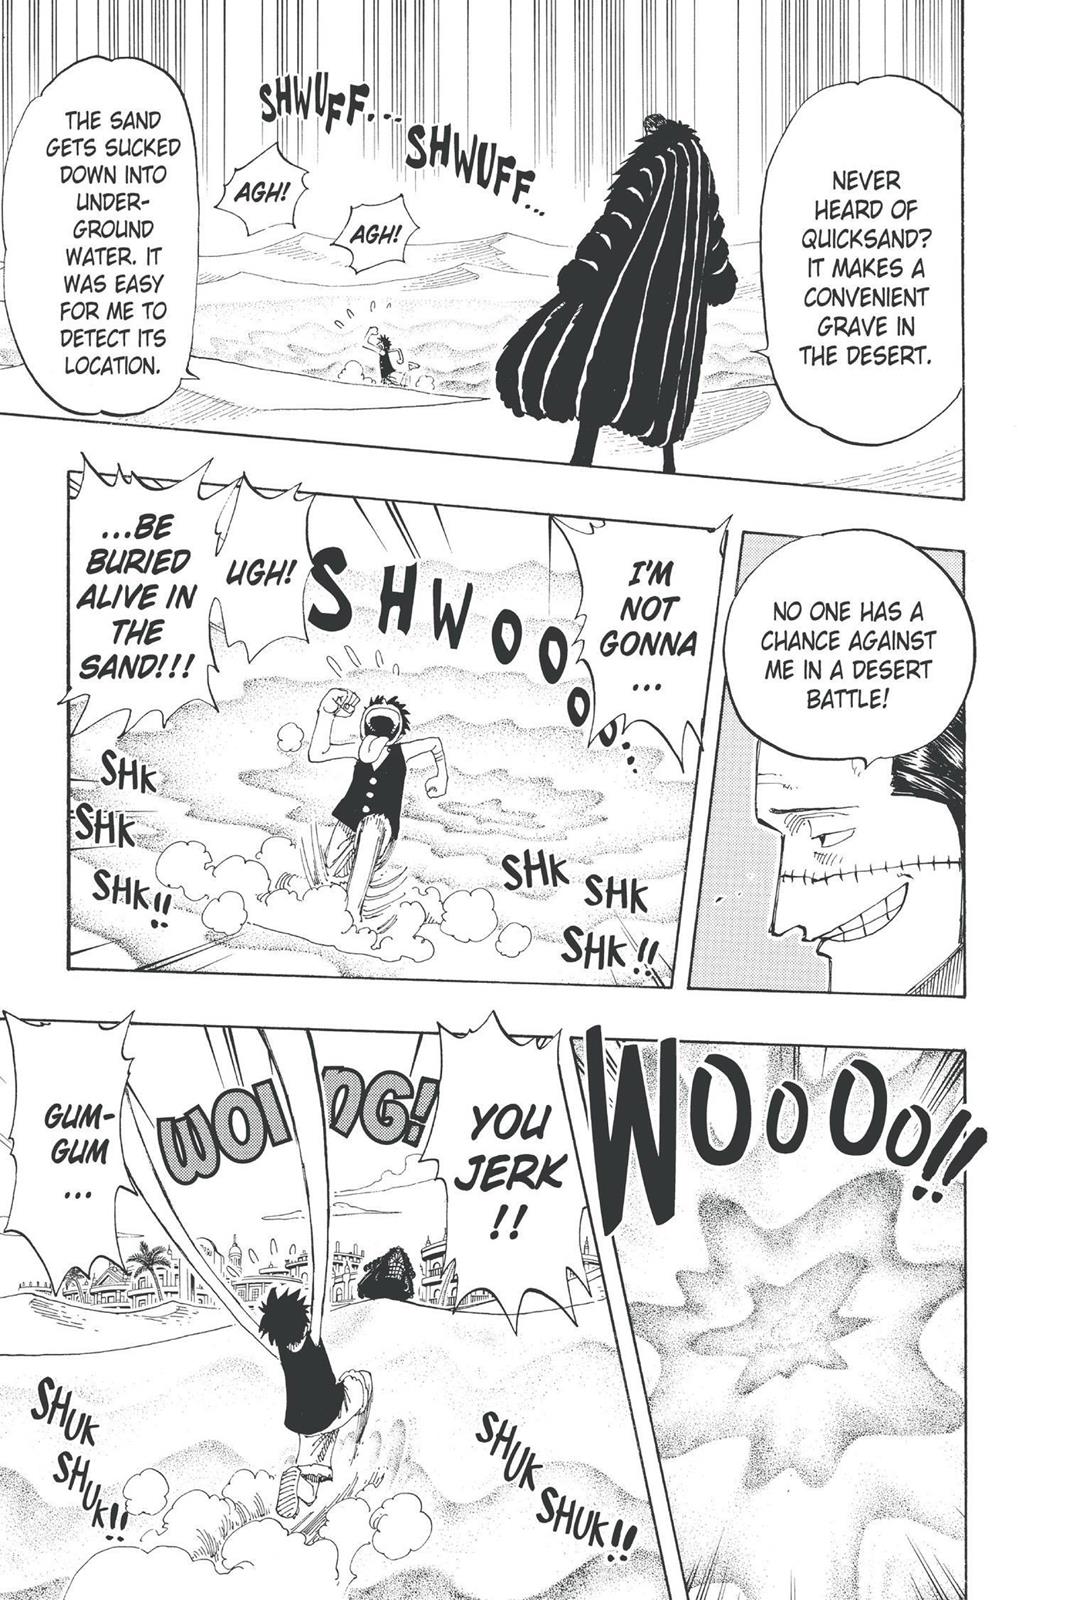 NEVER
HEARD OF
QUICKSAND?
IT MAKES A
CONVENIENT
GRAVE IN
THE DESERT.
SHWUFF...
SHWUFF...
AGH!
AGH!
THE SAND
GETS SUCKED
DOWN INTO
UNDER-
GROUND
WATER. IT
WAS EASY
FOR ME TO
DETECT ITS
LOCATION.
NO ONE HAS A
CHANCE AGAINST
ME IN A DESERT
BATTLE!
I'M
NOT
GONNA
...
SHWOOOO...
UGH!
...BE
BURIED
ALIVE IN
THE
SAND!!!
SHK
SHK
SHK!!
SHK
SHK
SHK!!
WOOOOO!!
YOU
JERK
!!
WOING!
GUM-
GUM
...
SHUK
SHUK!!
SHUK
SHUK!!